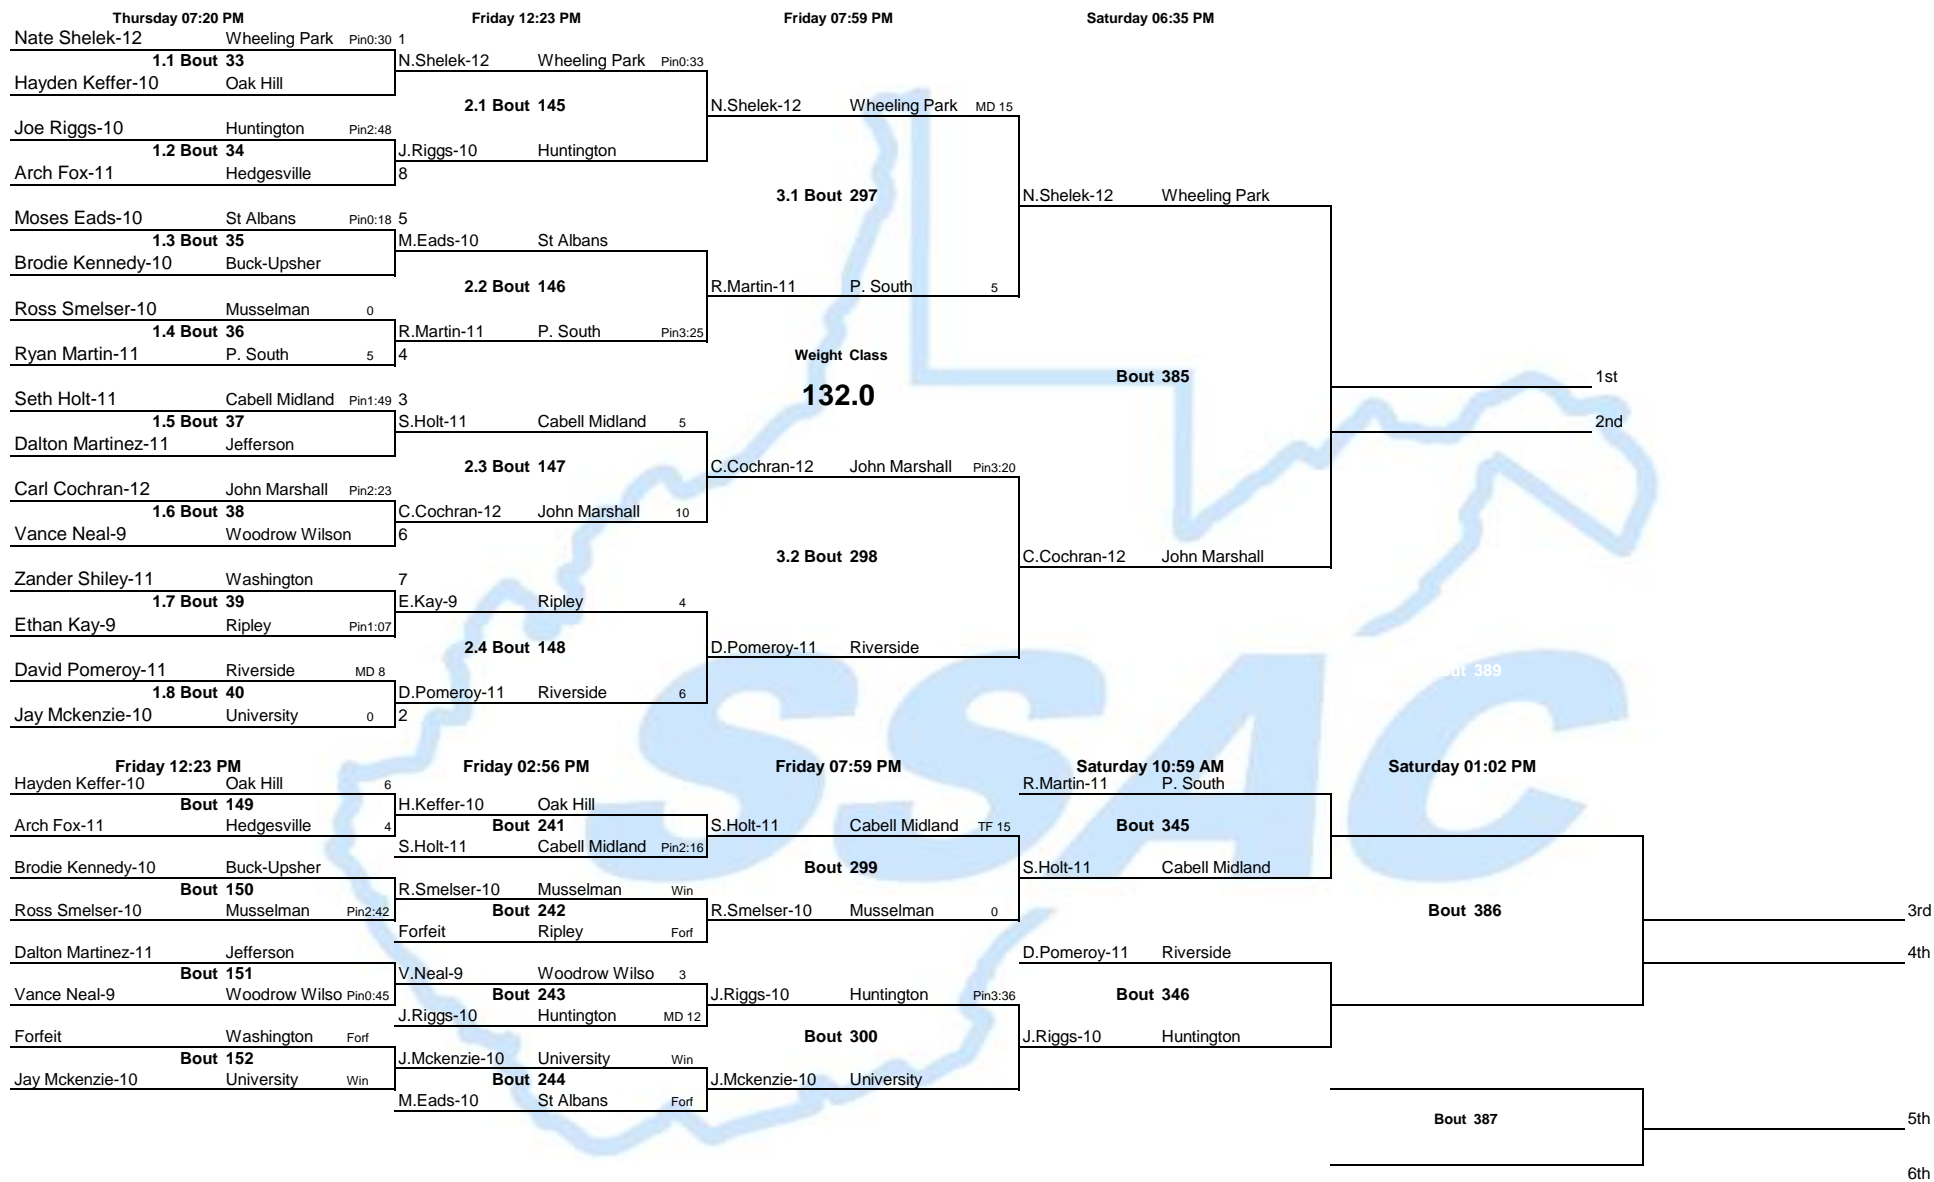 Thursday 07:20 PM Friday 12:23 PM Friday 07:59 PM Saturday 06:35 PM
Nate Shelek-12 Wheeling Park Pin0:30 1
1.1 Bout 33 N.Shelek-12 Wheeling Park Pin0:33
Hayden Keffer-10 Oak Hill
2.1 Bout 145 N.Shelek-12 Wheeling Park MD 15
Joe Riggs-10 Huntington Pin2:48
1.2 Bout 34 J.Riggs-10 Huntington
Arch Fox-11 Hedgesville 8
3.1 Bout 297 N.Shelek-12 Wheeling Park
Moses Eads-10 St Albans Pin0:18 5
1.3 Bout 35 M.Eads-10 St Albans
Brodie Kennedy-10 Buck-Upsher
2.2 Bout 146 R.Martin-11 P. South 5
Ross Smelser-10 Musselman 0
1.4 Bout 36 R.Martin-11 P. South Pin3:25
Ryan Martin-11 P. South 5 4 Weight Class
Bout 385 1st
Seth Holt-11 Cabell Midland Pin1:49 3 132.0
1.5 Bout 37 S.Holt-11 Cabell Midland 5 2nd
Dalton Martinez-11 Jefferson
2.3 Bout 147 C.Cochran-12 John Marshall Pin3:20
Carl Cochran-12 John Marshall Pin2:23
1.6 Bout 38 C.Cochran-12 John Marshall 10
Vance Neal-9 Woodrow Wilson 6
3.2 Bout 298 C.Cochran-12 John Marshall
Zander Shiley-11 Washington 7
1.7 Bout 39 E.Kay-9 Ripley 4
Ethan Kay-9 Ripley Pin1:07
2.4 Bout 148 D.Pomeroy-11 Riverside
David Pomeroy-11 Riverside MD 8 Bout 389
1.8 Bout 40 D.Pomeroy-11 Riverside 6
Jay Mckenzie-10 University 0 2
SSAC
Friday 12:23 PM Friday 02:56 PM Friday 07:59 PM Saturday 10:59 AM Saturday 01:02 PM
Hayden Keffer-10 Oak Hill 6 R.Martin-11 P. South
Bout 149 H.Keffer-10 Oak Hill
Arch Fox-11 Hedgesville 4 Bout 241 S.Holt-11 Cabell Midland TF 15 Bout 345
S.Holt-11 Cabell Midland Pin2:16
Brodie Kennedy-10 Buck-Upsher Bout 299 S.Holt-11 Cabell Midland
Bout 150 R.Smelser-10 Musselman Win
Ross Smelser-10 Musselman Pin2:42 Bout 242 R.Smelser-10 Musselman 0 Bout 386 3rd
Forfeit Ripley Forf
Dalton Martinez-11 Jefferson D.Pomeroy-11 Riverside 4th
Bout 151 V.Neal-9 Woodrow Wilso 3
Vance Neal-9 Woodrow Wilso Pin0:45 Bout 243 J.Riggs-10 Huntington Pin3:36 Bout 346
J.Riggs-10 Huntington MD 12
Forfeit Washington Forf Bout 300 J.Riggs-10 Huntington
Bout 152 J.Mckenzie-10 University Win
Jay Mckenzie-10 University Win Bout 244 J.Mckenzie-10 University
M.Eads-10 St Albans Forf
Bout 387 5th
6th